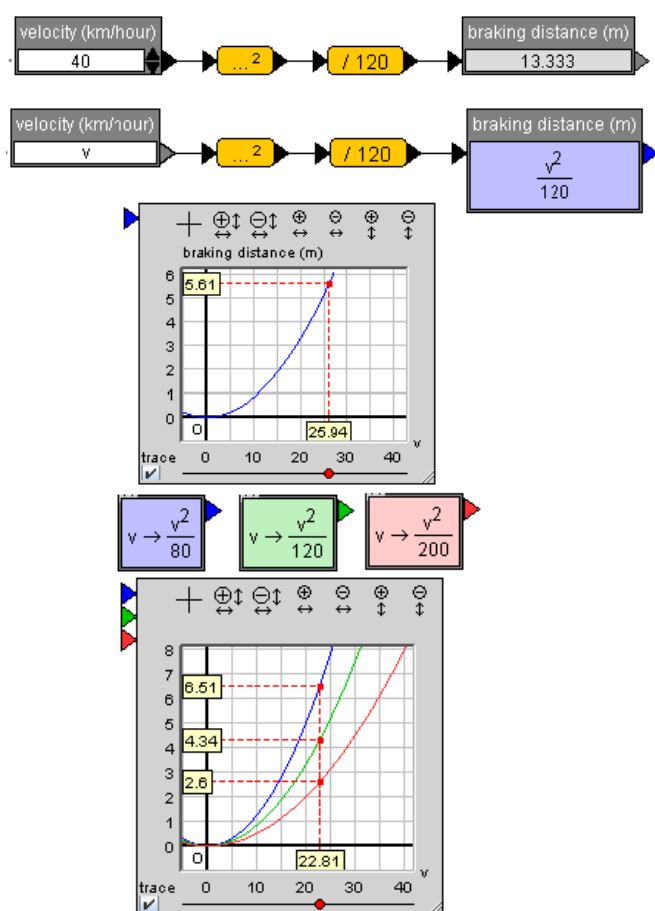 velocity (km/hour) braking distance (m)
40 ...² / 120 13.333
velocity (km/hour) braking distance (m)
v ...² / 120 v²/120
braking distance (m)
6
5.61
5
4
3
2
1
0
O
25.94
v
trace 0 10 20 30 40
v → v²/80 v → v²/120 v → v²/200
8
7
6.51
6
5
4.34
4
3
2.6
2
1
0
O
22.81
v
trace 0 10 20 30 40